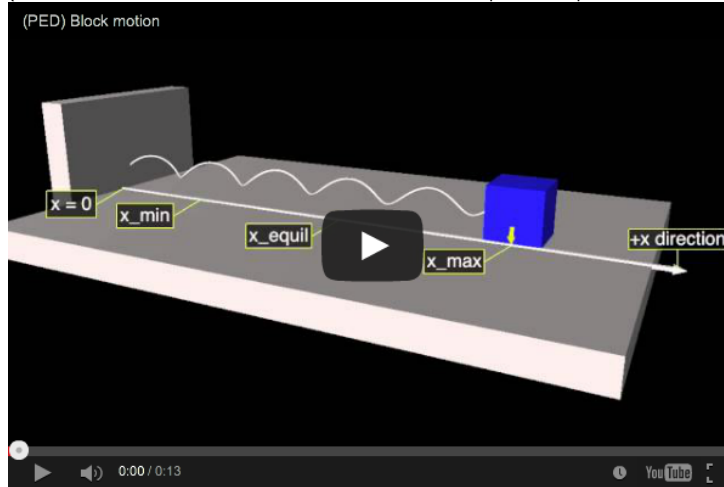 (PED) Block motion
x = 0
x_min
x_equil
x_max
+x direction
0:00 / 0:13
YouTube